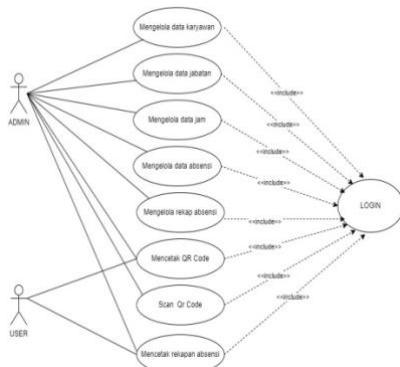 Mengelola data karyawan
Mengelola data jabatan
<<include>>
<<include>>
ADMIN
Mengelola data jam
<<include>>
Mengelola data absensi
<<include>>
LOGIN
Mengelola rekap absensi
<<include>>
Mencetak QR Code
<<include>>
Scan Qr Code
<<include>>
USER
Mencetak rekapan absensi
<<include>>